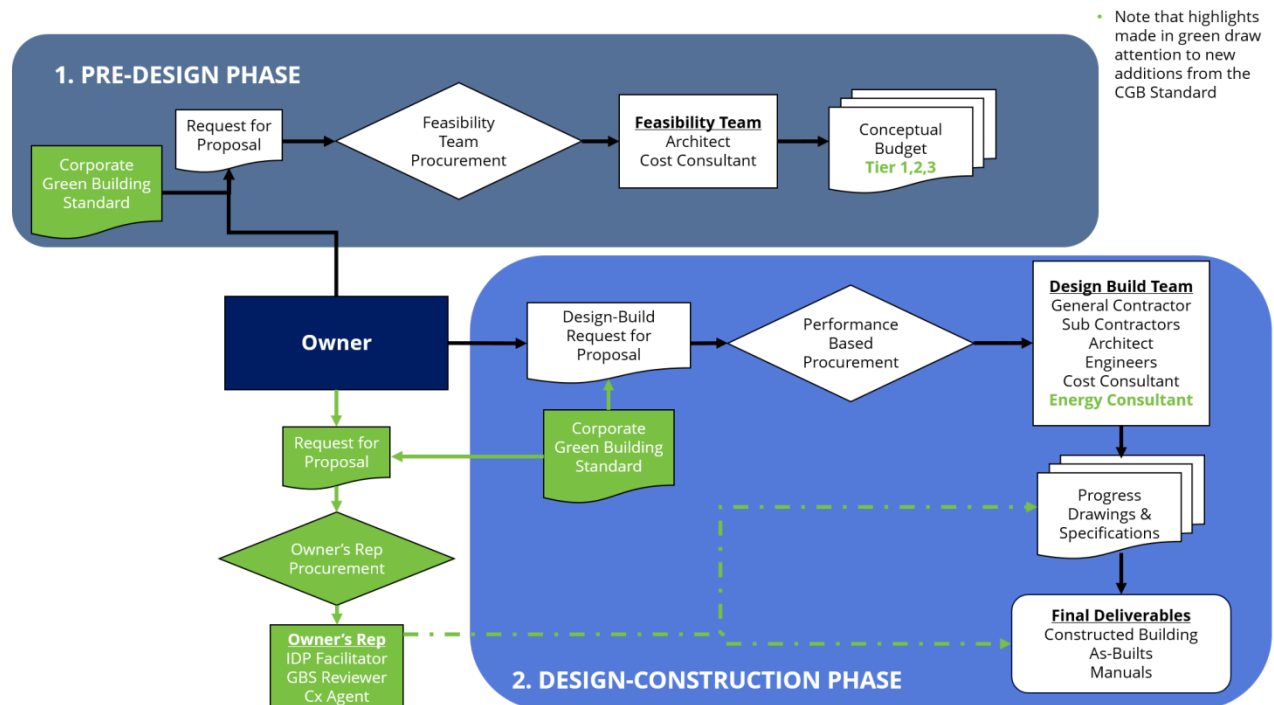 Note that highlights
made in green draw
attention to new
additions from the
CGB Standard
1. PRE-DESIGN PHASE
Corporate
Green Building
Standard
Request for
Proposal
Feasibility
Team
Procurement
Feasibility Team
Architect
Cost Consultant
Conceptual
Budget
Tier 1,2,3
Owner
Design-Build
Request for
Proposal
Performance
Based
Procurement
Design Build Team
General Contractor
Sub Contractors
Architect
Engineers
Cost Consultant
Energy Consultant
Request for
Proposal
Corporate
Green Building
Standard
Progress
Drawings &
Specifications
Owner's Rep
Procurement
Owner's Rep
IDP Facilitator
GBS Reviewer
Cx Agent
Final Deliverables
Constructed Building
As-Builts
Manuals
2. DESIGN-CONSTRUCTION PHASE